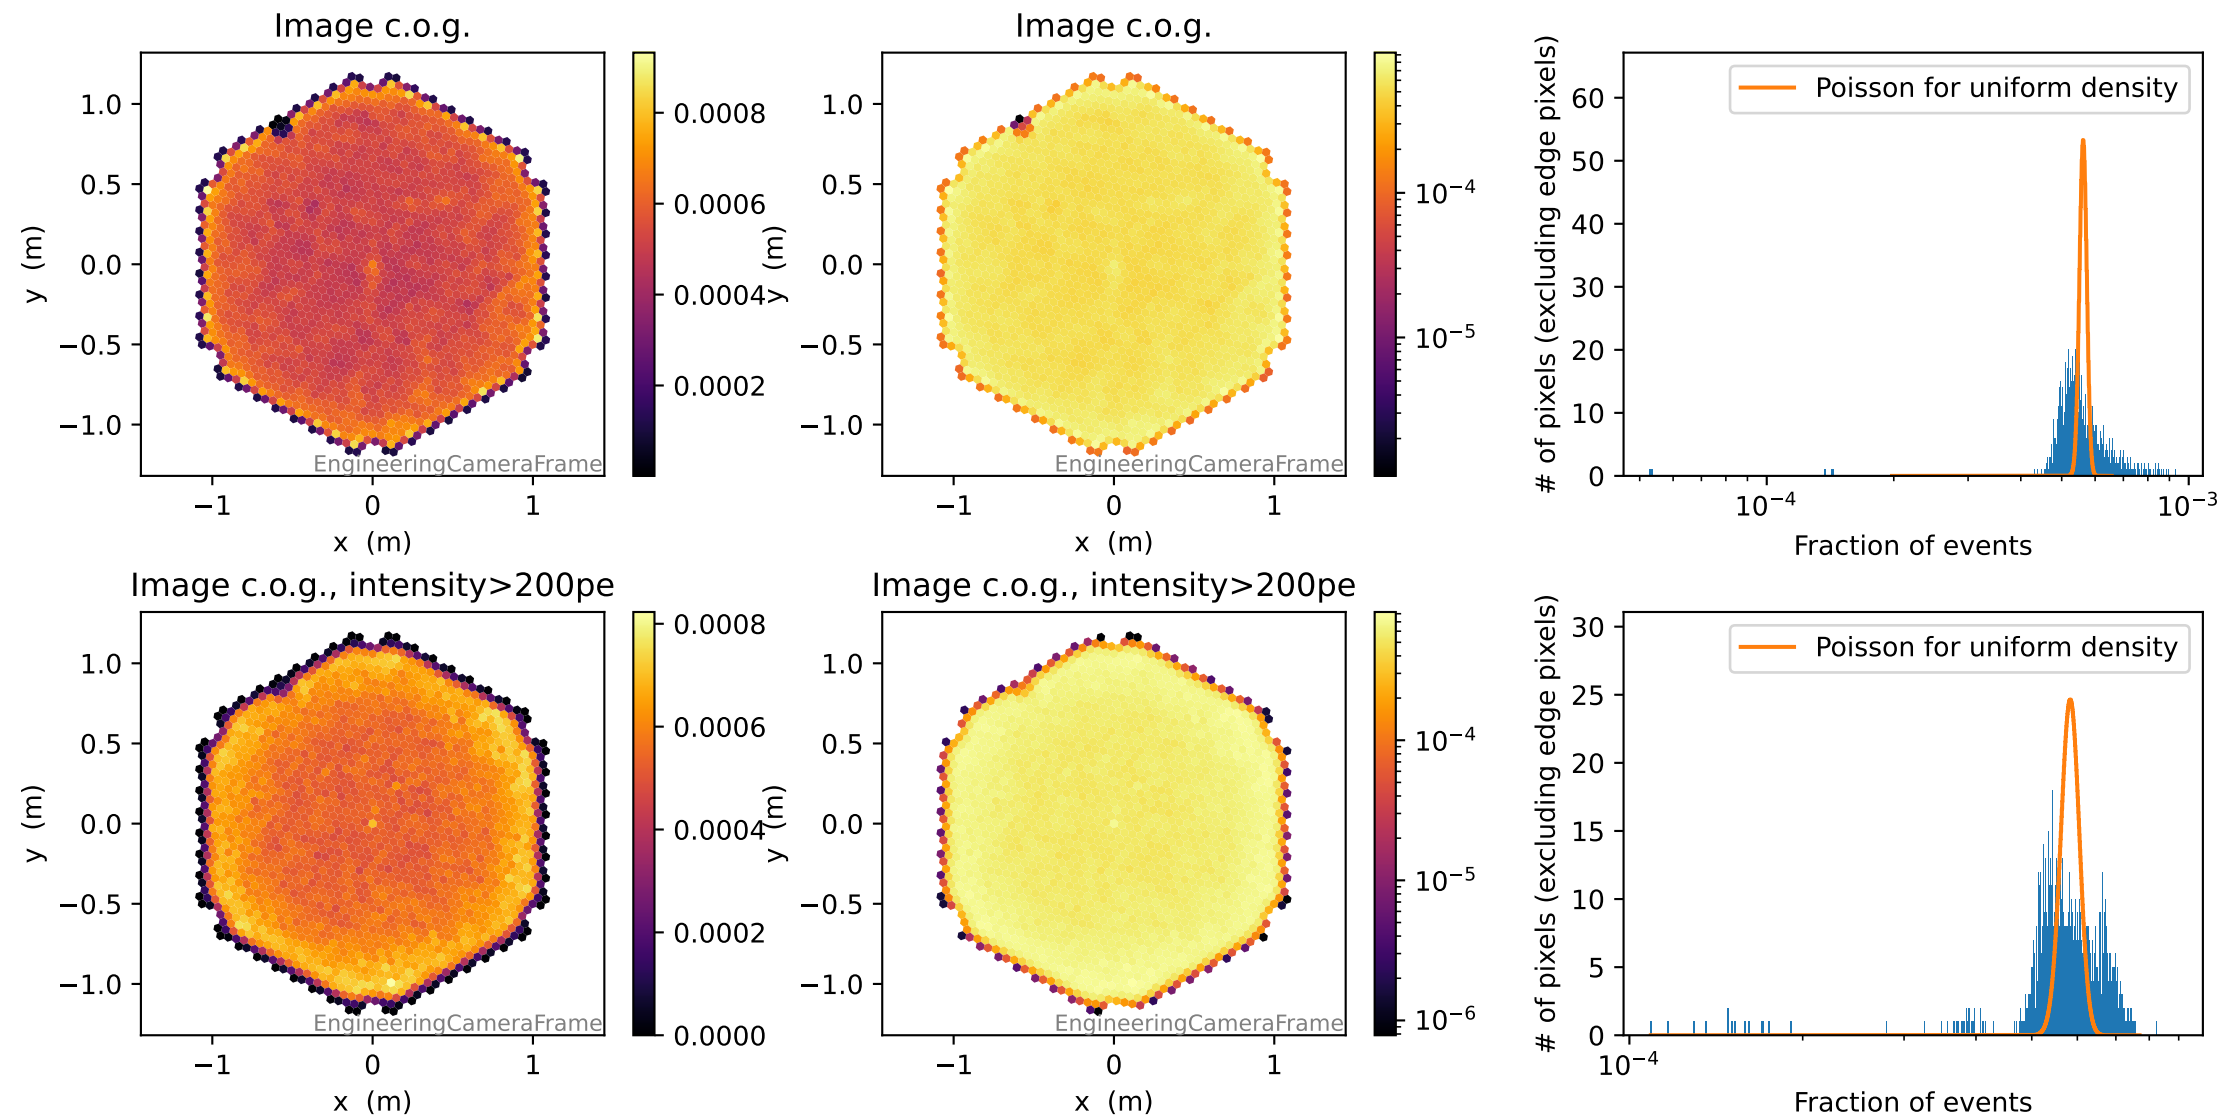 Image c.o.g.
1.0
0.5
0.0
−0.5
−1.0
y (m)
−1 0 1
x (m)
EngineeringCameraFrame
0.0008
0.0006
0.0004
0.0002
Image c.o.g.
1.0
0.5
0.0
−0.5
−1.0
y (m)
−1 0 1
x (m)
EngineeringCameraFrame
10⁻⁴
10⁻⁵
Poisson for uniform density
60
50
40
30
20
10
0
# of pixels (excluding edge pixels)
10⁻⁴ 10⁻³
Fraction of events
Image c.o.g., intensity>200pe
1.0
0.5
0.0
−0.5
−1.0
y (m)
−1 0 1
x (m)
EngineeringCameraFrame
0.0008
0.0006
0.0004
0.0002
0.0000
Image c.o.g., intensity>200pe
1.0
0.5
0.0
−0.5
−1.0
y (m)
−1 0 1
x (m)
EngineeringCameraFrame
10⁻⁴
10⁻⁵
10⁻⁶
Poisson for uniform density
30
25
20
15
10
5
0
# of pixels (excluding edge pixels)
10⁻⁴
Fraction of events